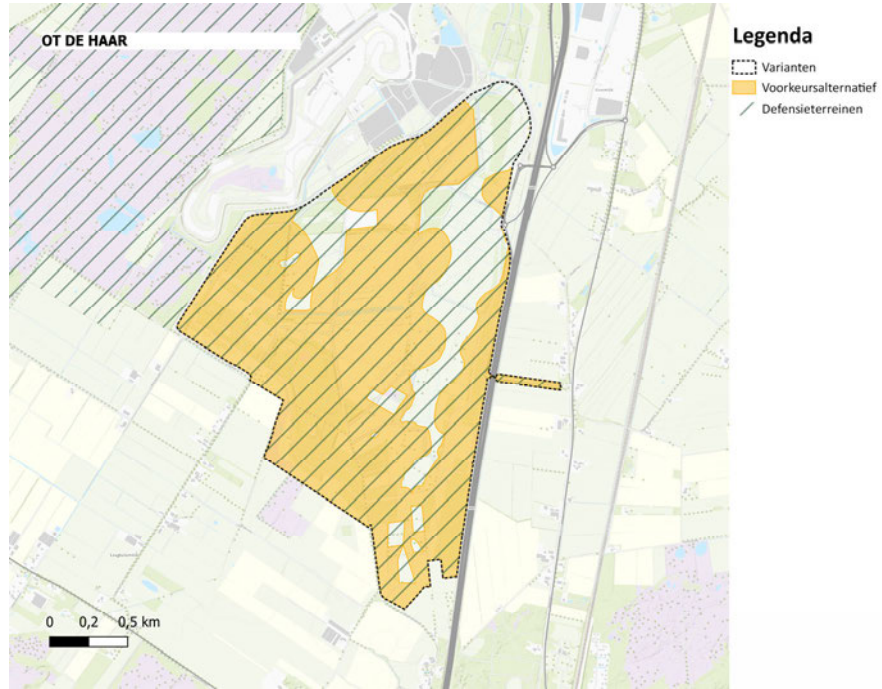 OT DE HAAR
Legenda
Varianten
Voorkeursalternatief
Defensieterreinen
0 0,2 0,5 km